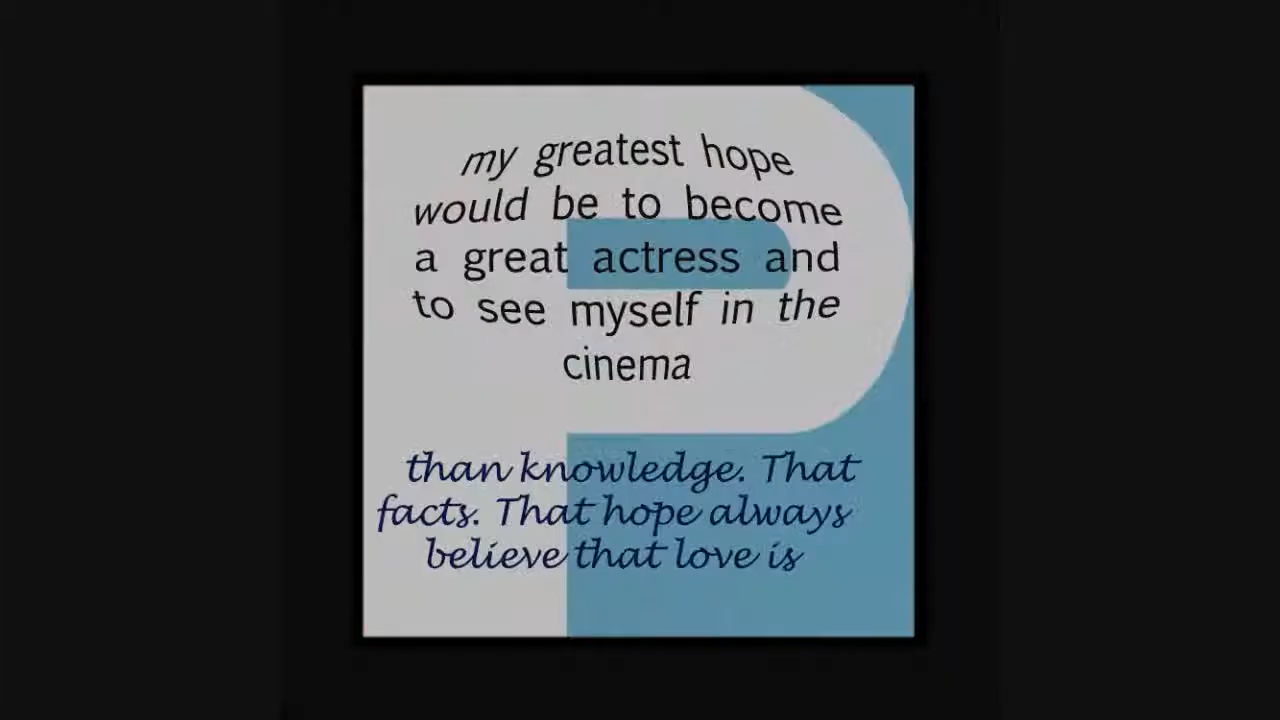 my greatest hope
would be to become
a great actress and
to see myself in the
cinema
than knowledge. That
facts. That hope always
believe that love is